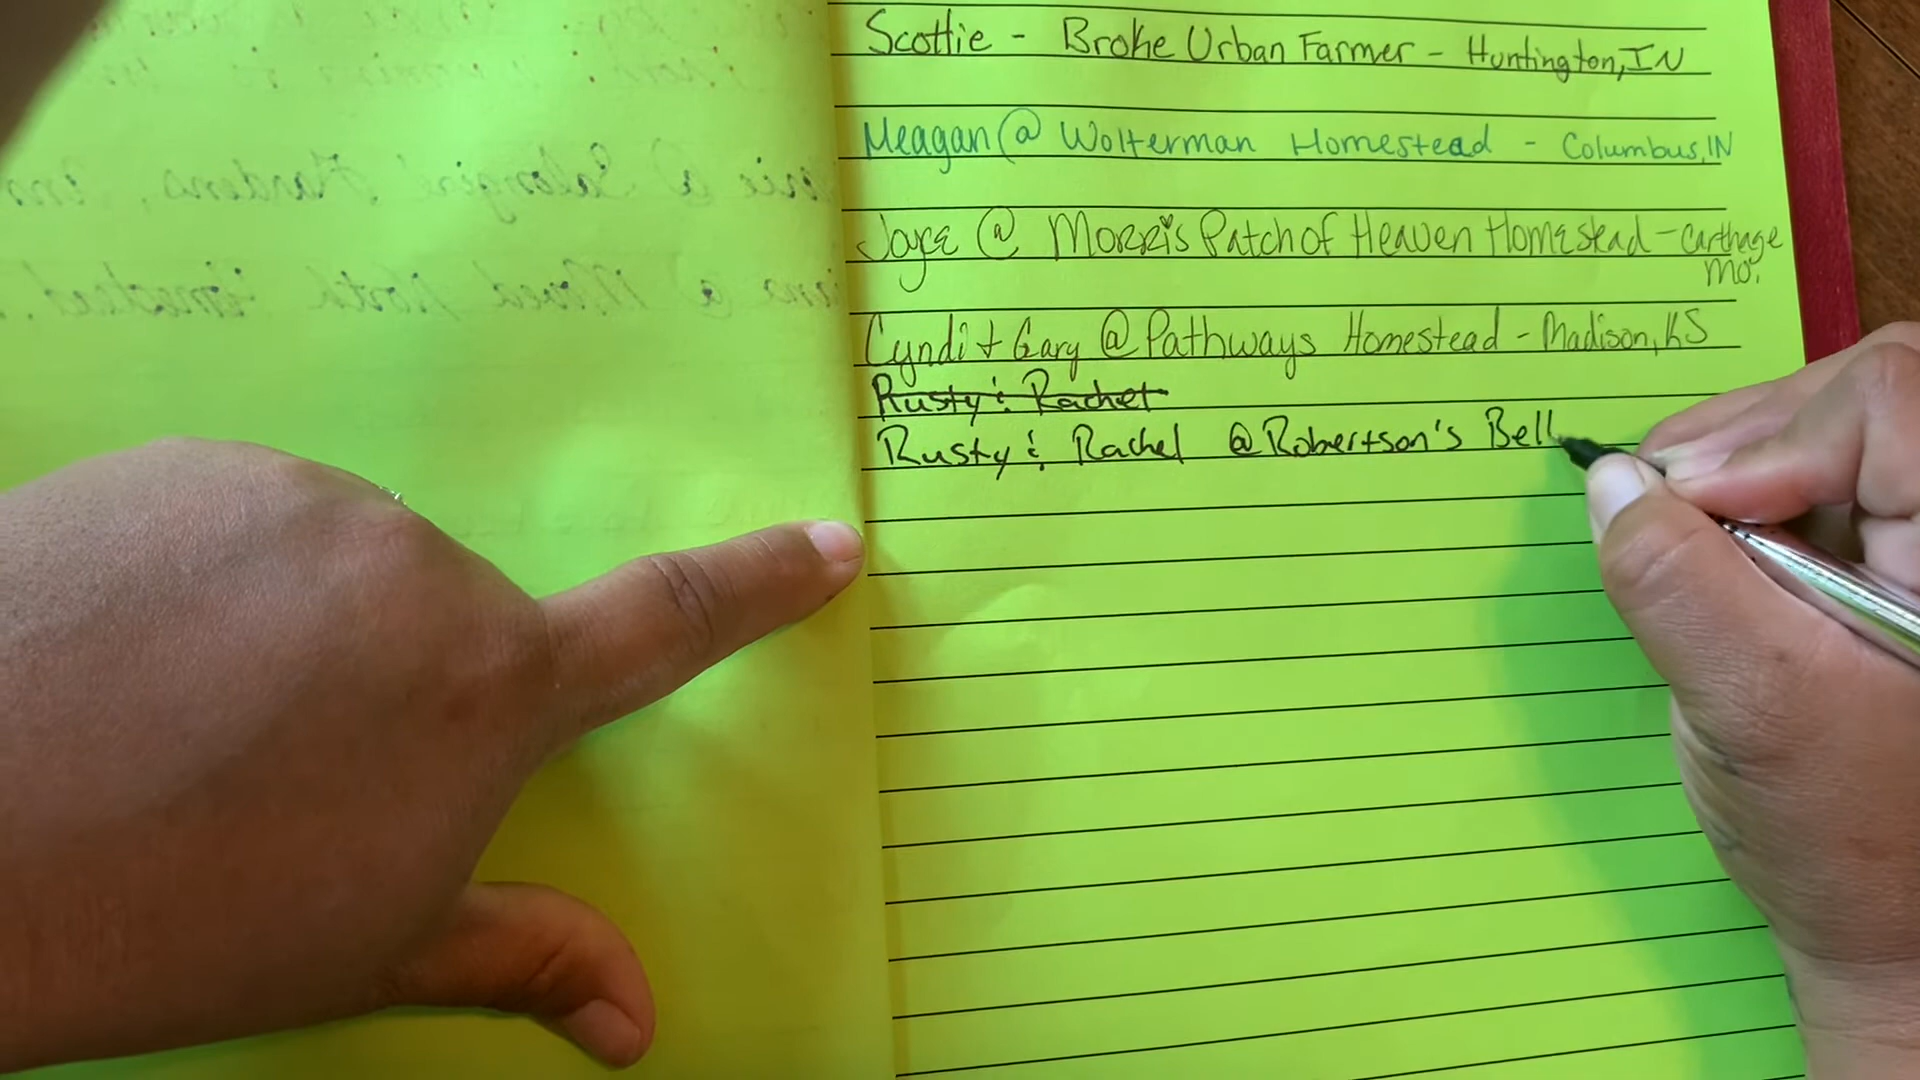 Scottie - Broke Urban Farmer - Huntington, IN
Meagan @ Wolterman Homestead - Columbus, IN
Joyce @ Morris Patch of Heaven Homestead - Carthage
Mo.
Cyndi + Gary @ Pathways Homestead - Madison, KS
Rusty & Rachet
Rusty & Rachel @ Robertson's Bell